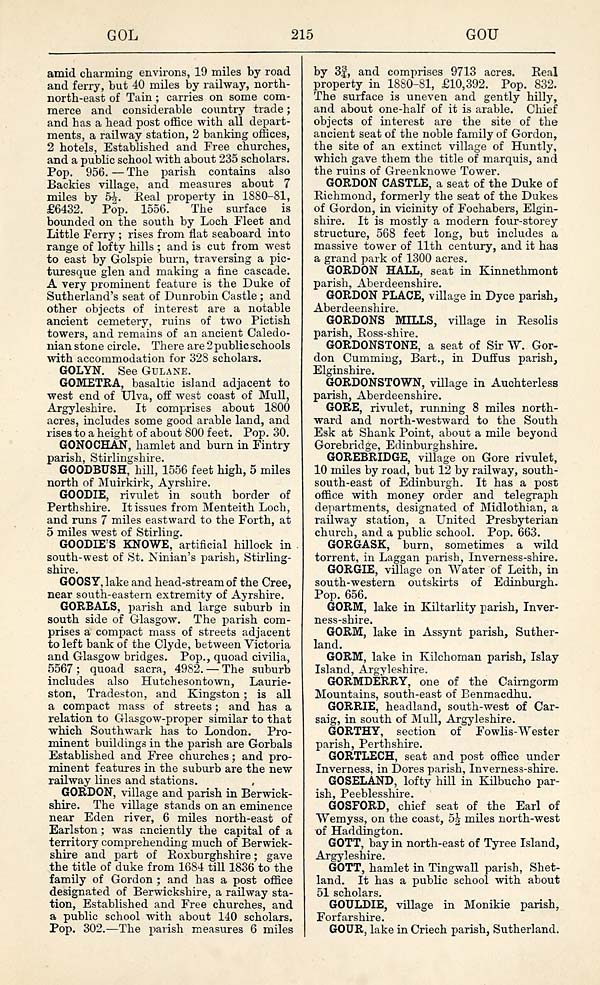 GOL 215 GOU
amid charming environs, 19 miles by road
and ferry, but 40 miles by railway, north-
north-east of Tain; carries on some com-
merce and considerable country trade;
and has a head post office with all depart-
ments, a railway station, 2 banking offices,
2 hotels, Established and Free churches,
and a public school with about 235 scholars.
Pop. 956. — The parish contains also
Backies village, and measures about 7
miles by 5½. Real property in 1880-81,
£6432. Pop. 1556. The surface is
bounded on the south by Loch Fleet and
Little Ferry; rises from flat seaboard into
range of lofty hills; and is cut from west
to east by Golspie burn, traversing a pic-
turesque glen and making a fine cascade.
A very prominent feature is the Duke of
Sutherland's seat of Dunrobin Castle; and
other objects of interest are a notable
ancient cemetery, ruins of two Pictish
towers, and remains of an ancient Caledo-
nian stone circle. There are 2 public schools
with accommodation for 328 scholars.
GOLYN. See GULANE.
GOMETRA, basaltic island adjacent to
west end of Ulva, off west coast of Mull,
Argyleshire. It comprises about 1800
acres, includes some good arable land, and
rises to a height of about 800 feet. Pop. 30.
GONOCHAN, hamlet and burn in Fintry
parish, Stirlingshire.
GOODBUSH, hill, 1556 feet high, 5 miles
north of Muirkirk, Ayrshire.
GOODIE, rivulet in south border of
Perthshire. It issues from Menteith Loch,
and runs 7 miles eastward to the Forth, at
5 miles west of Stirling.
GOODIE'S KNOWE, artificial hillock in
south-west of St. Ninian's parish, Stirling-
shire.
GOOSY, lake and head-stream of the Cree,
near south-eastern extremity of Ayrshire.
GORBALS, parish and large suburb in
south side of Glasgow. The parish com-
prises a compact mass of streets adjacent
to left bank of the Clyde, between Victoria
and Glasgow bridges. Pop., quoad civilia,
5567; quoad sacra, 4982. — The suburb
includes also Hutchesontown, Laurie-
ston, Tradeston, and Kingston; is all
a compact mass of streets; and has a
relation to Glasgow-proper similar to that
which Southwark has to London. Pro-
minent buildings in the parish are Gorbals
Established and Free churches; and pro-
minent features in the suburb are the new
railway lines and stations.
GORDON, village and parish in Berwick-
shire. The village stands on an eminence
near Eden river, 6 miles north-east of
Earlston; was anciently the capital of a
territory comprehending much of Berwick-
shire and part of Roxburghshire; gave
the title of duke from 1684 till 1836 to the
family of Gordon; and has a post office
designated of Berwickshire, a railway sta-
tion, Established and Free churches, and
a public school with about 140 scholars.
Pop. 302.—The parish measures 6 miles
by 3¾, and comprises 9713 acres. Real
property in 1880-81, £10,392. Pop. 832.
The surface is uneven and gently hilly,
and about one-half of it is arable. Chief
objects of interest are the site of the
ancient seat of the noble family of Gordon,
the site of an extinct village of Huntly,
which gave them the title of marquis, and
the ruins of Greenknowe Tower.
GORDON CASTLE, a seat of the Duke of
Richmond, formerly the seat of the Dukes
of Gordon, in vicinity of Fochabers, Elgin-
shire. It is mostly a modern four-storey
structure, 568 feet long, but includes a
massive tower of 11th century, and it has
a grand park of 1300 acres.
GORDON HALL, seat in Kinnethmont
parish, Aberdeenshire.
GORDON PLACE, village in Dyce parish,
Aberdeenshire.
GORDONS MILLS, village in Resolis
parish, Ross-shire.
GORDONSTONE, a seat of Sir W. Gor-
don Cumming, Bart., in Duffus parish,
Elginshire.
GORDONSTOWN, village in Auchterless
parish, Aberdeenshire.
GORE, rivulet, running 8 miles north-
ward and north-westward to the South
Esk at Shank Point, about a mile beyond
Gorebridge, Edinburghshire.
GOREBRIDGE, village on Gore rivulet,
10 miles by road, but 12 by railway, south-
south-east of Edinburgh. It has a post
office with money order and telegraph
departments, designated of Midlothian, a
railway station, a United Presbyterian
church, and a public school. Pop. 663.
GORGASK, burn, sometimes a wild
torrent, in Laggan parish, Inverness-shire.
GORGIE, village on Water of Leith, in
south-western outskirts of Edinburgh.
Pop. 656.
GORM, lake in Kiltarlity parish, Inver-
ness-shire.
GORM, lake in Assynt parish, Suther-
land.
GORM, lake in Kilchoman parish, Islay
Island, Argyleshire.
GORMDERRY, one of the Cairngorm
Mountains, south-east of Benmacdhu.
GORRIE, headland, south-west of Car-
saig, in south of Mull, Argyleshire.
GORTHY, section of Fowlis-Wester
parish, Perthshire.
GORTLECH, seat and post office under
Inverness, in Dores parish, Inverness-shire.
GOSELAND, lofty hill in Kilbucho par-
ish, Peeblesshire.
GOSFORD, chief seat of the Earl of
Wemyss, on the coast, 5½ miles north-west
of Haddington.
GOTT, bay in north-east of Tyree Island,
Argyleshire.
GOTT, hamlet in Tingwall parish, Shet-
land. It has a public school with about
51 scholars.
GOULDIE, village in Monikie parish,
Forfarshire.
GOUR, lake in Criech parish, Sutherland.